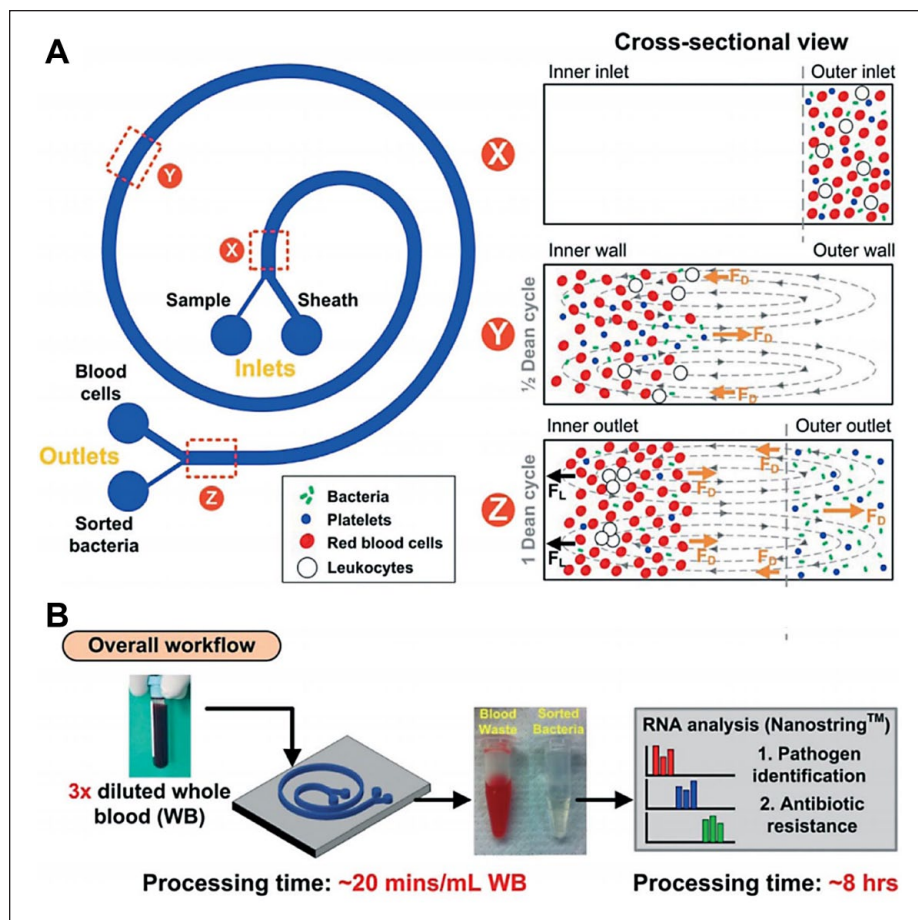 A
Cross-sectional view
Inner inlet
Outer inlet
X
Y
X
Sample
Sheath
Inlets
Blood
cells
Outlets
Sorted
bacteria
Z
Bacteria
Platelets
Red blood cells
Leukocytes
Inner wall
Outer wall
½ Dean cycle
Y
F_D
F_D
F_D
Inner outlet
Outer outlet
1 Dean cycle
Z
F_L
F_L
F_D
F_D
F_D
F_D
F_D
B
Overall workflow
3x diluted whole
blood (WB)
Blood
Waste
Sorted
Bacteria
RNA analysis (Nanostring™)
1. Pathogen
identification
2. Antibiotic
resistance
Processing time: ~20 mins/mL WB
Processing time: ~8 hrs